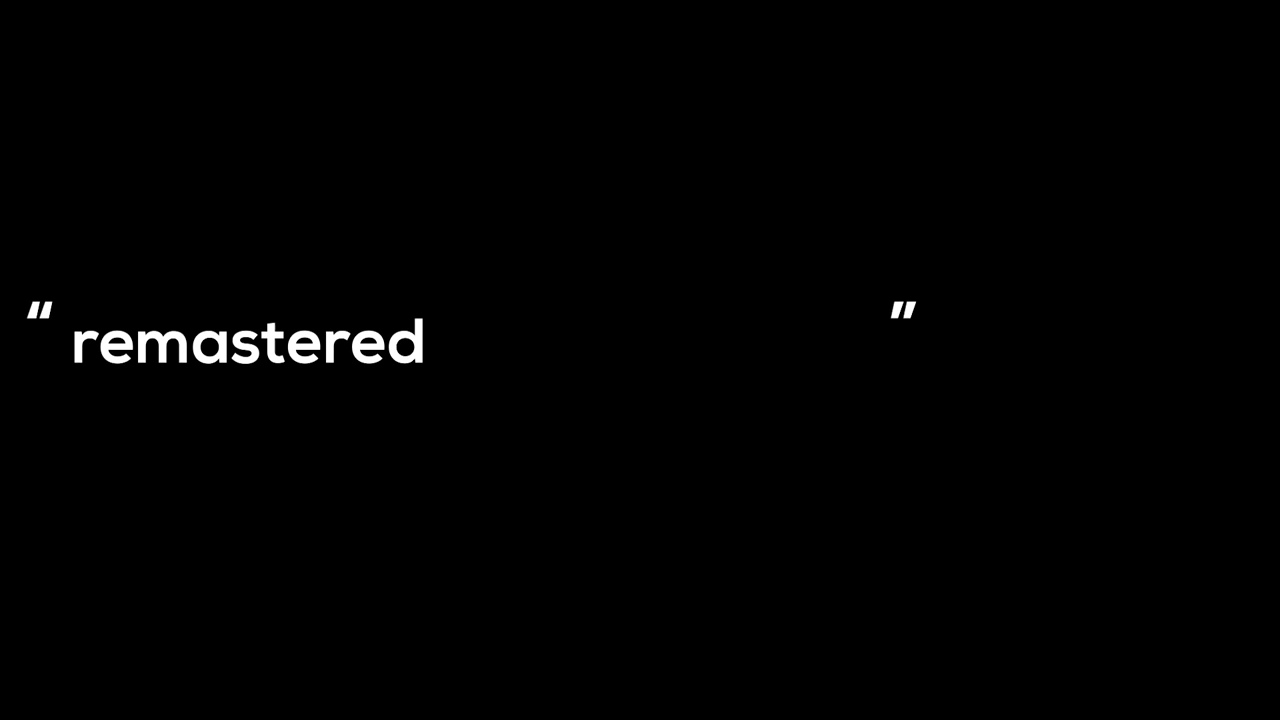 “ remastered ”